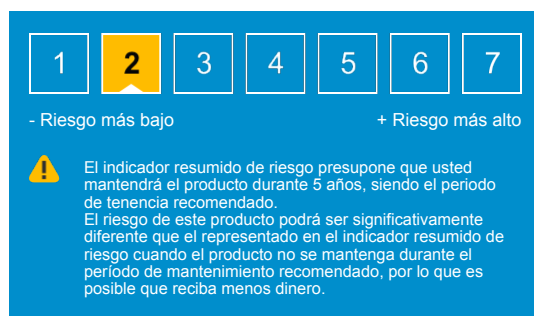 1 2 3 4 5 6 7
- Riesgo más bajo + Riesgo más alto
El indicador resumido de riesgo presupone que usted
mantendrá el producto durante 5 años, siendo el periodo
de tenencia recomendado.
El riesgo de este producto podrá ser significativamente
diferente que el representado en el indicador resumido de
riesgo cuando el producto no se mantenga durante el
período de mantenimiento recomendado, por lo que es
posible que reciba menos dinero.